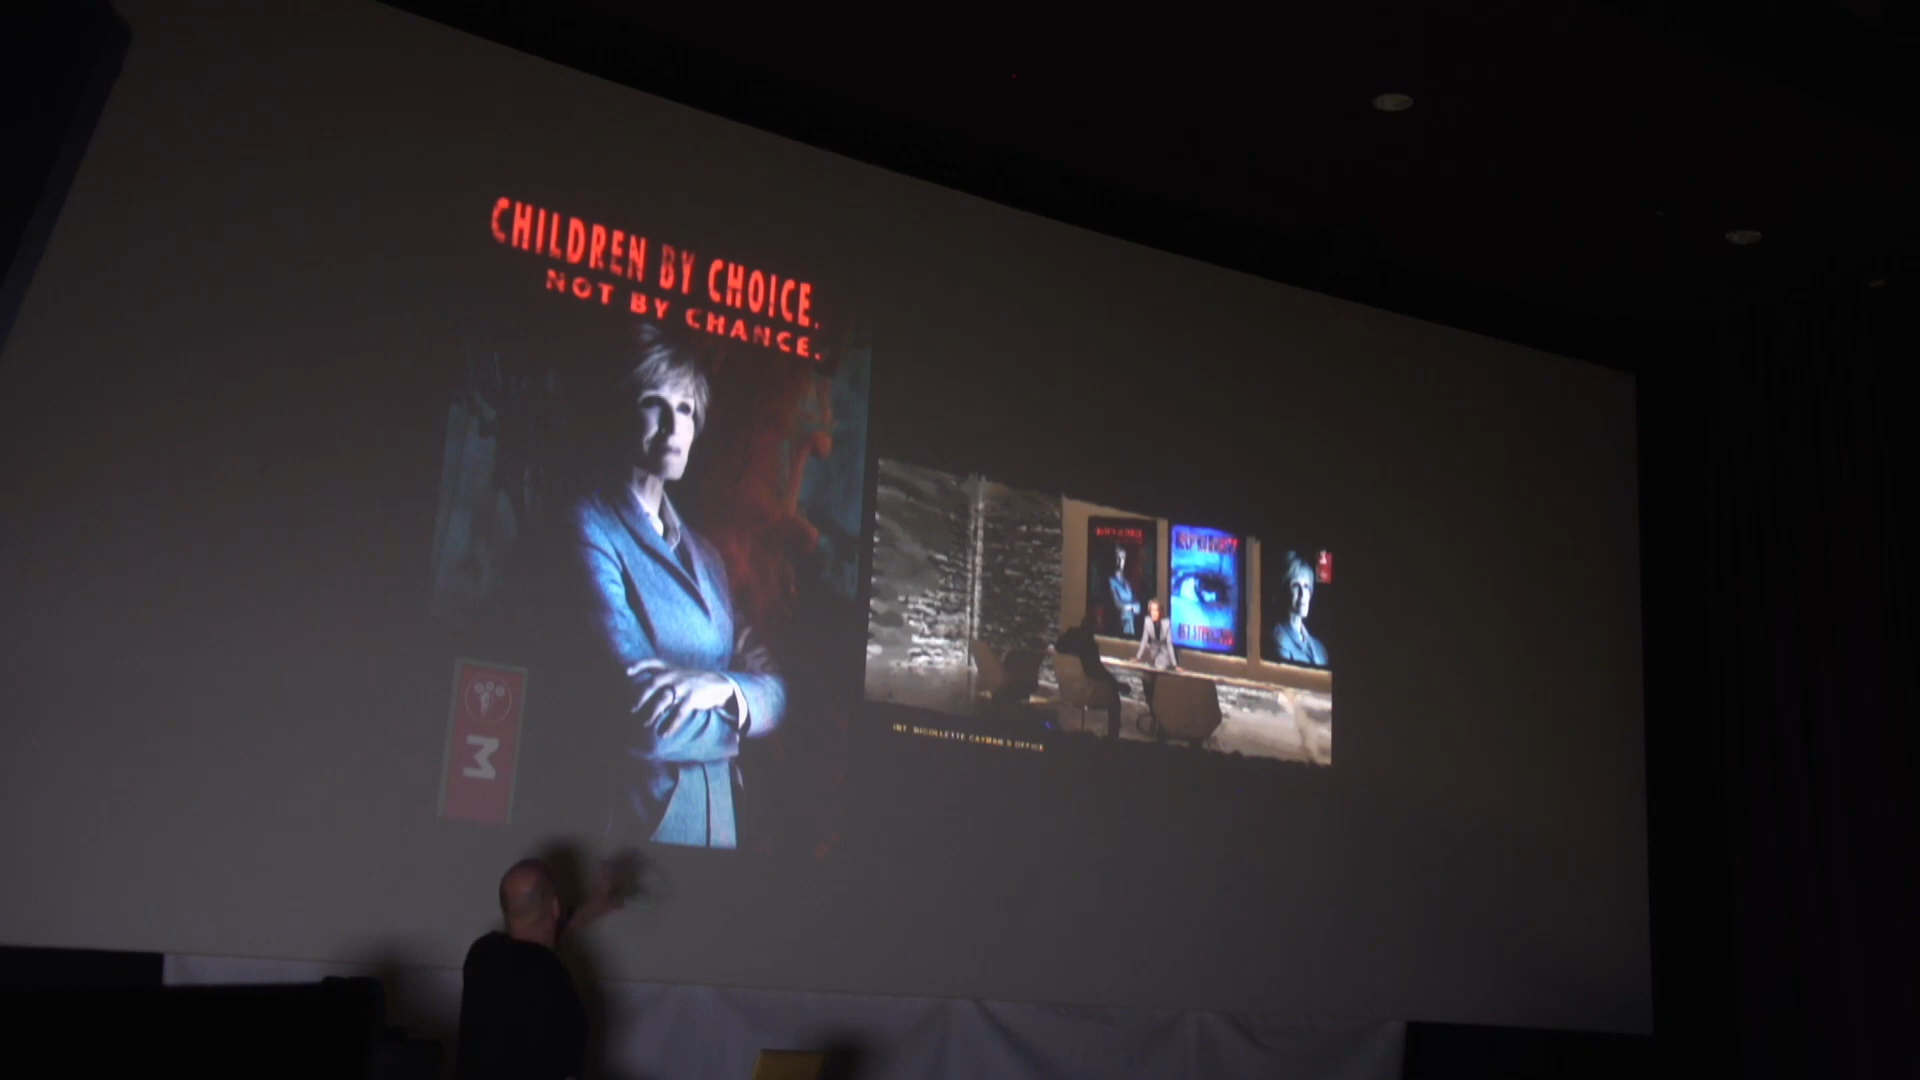 CHILDREN BY CHOICE.
NOT BY CHANCE.
INT. NICOLLETTE CAYMAN'S OFFICE